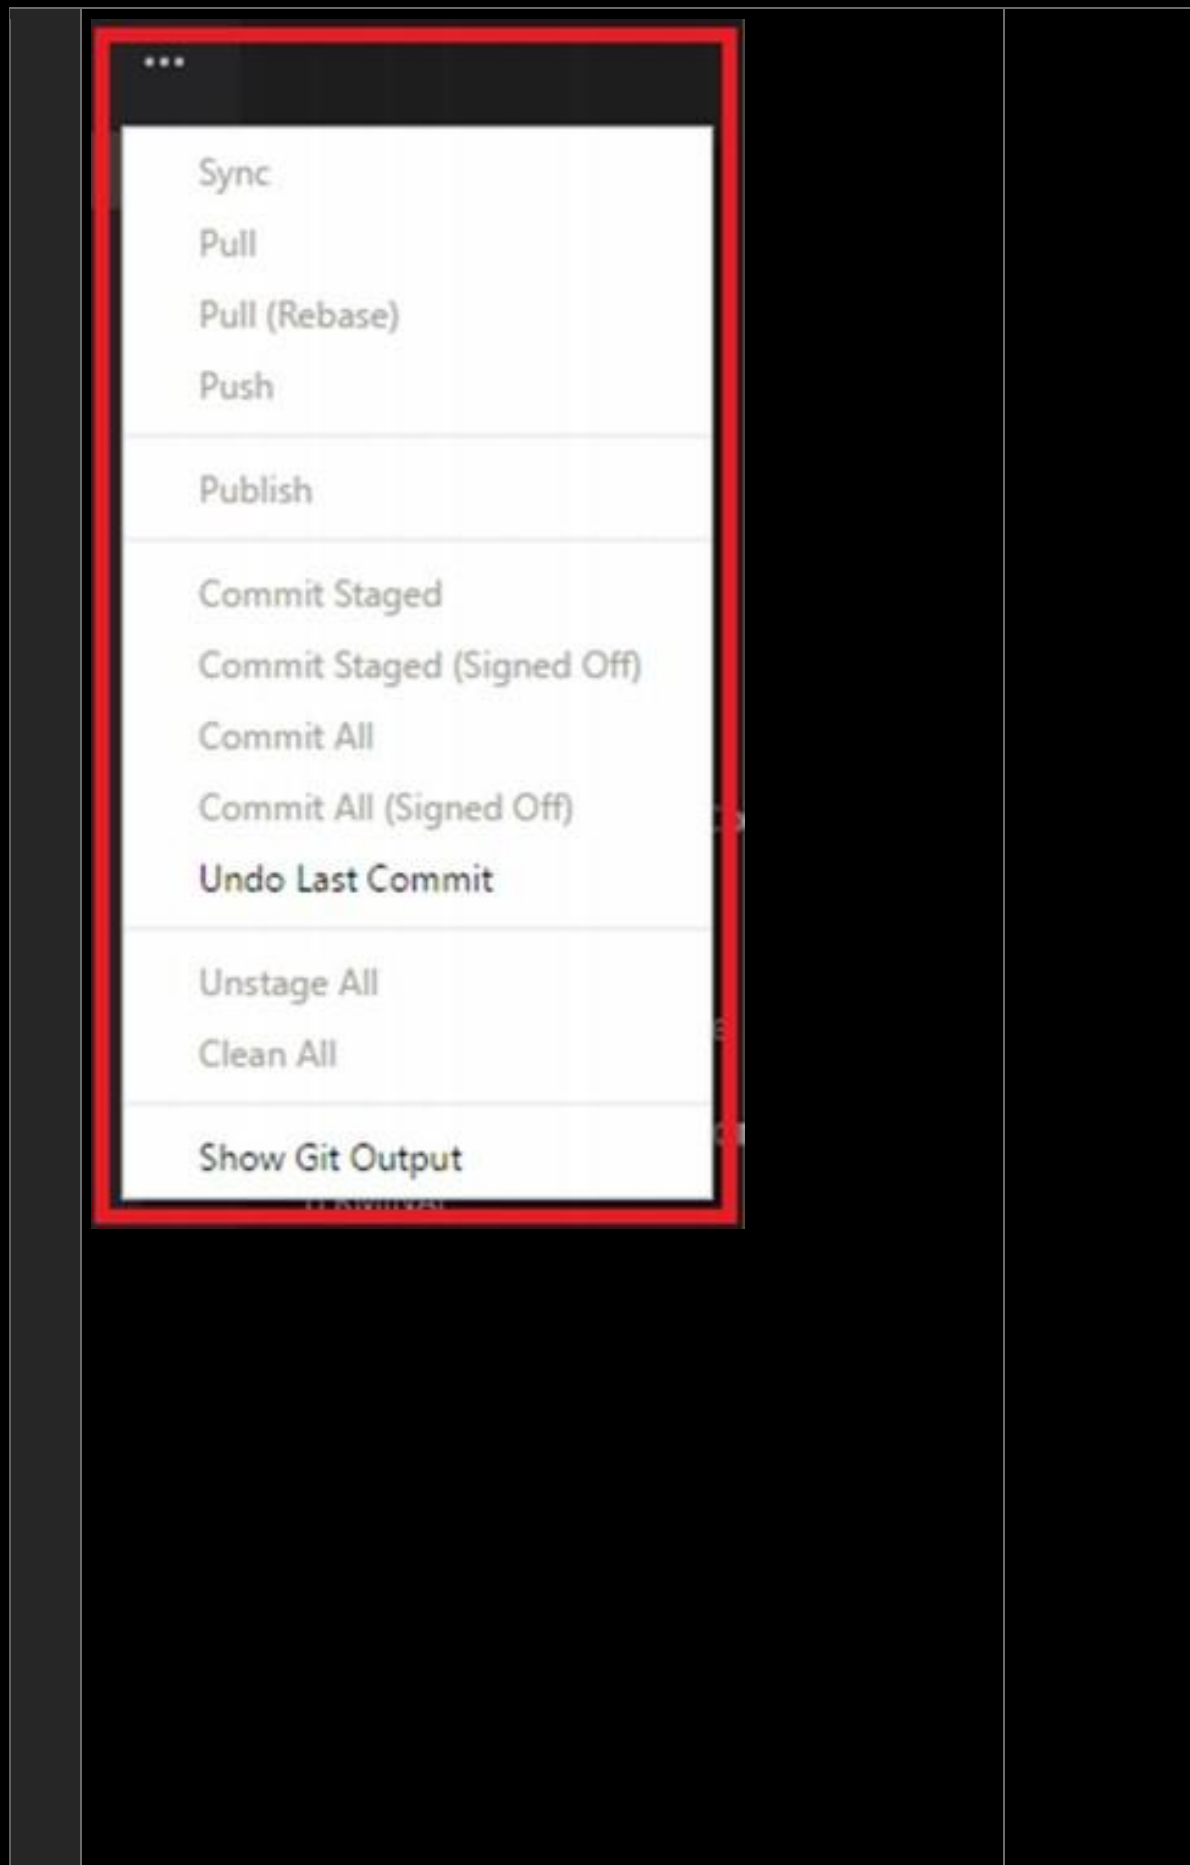 ...
Sync
Pull
Pull (Rebase)
Push
Publish
Commit Staged
Commit Staged (Signed Off)
Commit All
Commit All (Signed Off)
Undo Last Commit
Unstage All
Clean All
Show Git Output